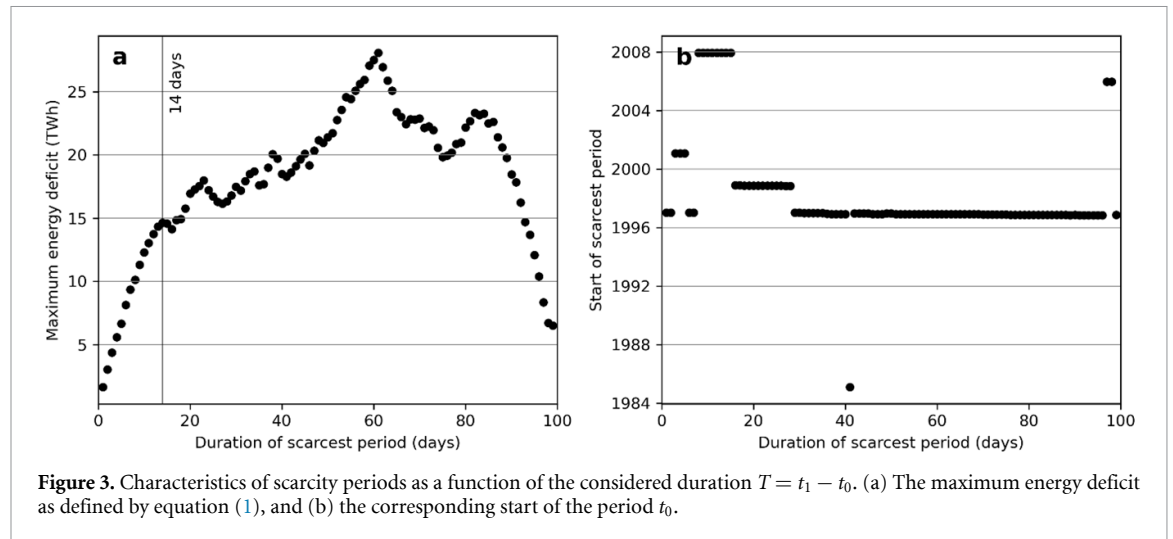 a
14 days
25
20
15
10
5
0
20
40
60
80
100
Maximum energy deficit (TWh)
Duration of scarcest period (days)
b
2008
2004
2000
1996
1992
1988
1984
0
20
40
60
80
100
Start of scarcest period
Duration of scarcest period (days)
Figure 3. Characteristics of scarcity periods as a function of the considered duration T = t₁ − t₀. (a) The maximum energy deficit
as defined by equation (1), and (b) the corresponding start of the period t₀.